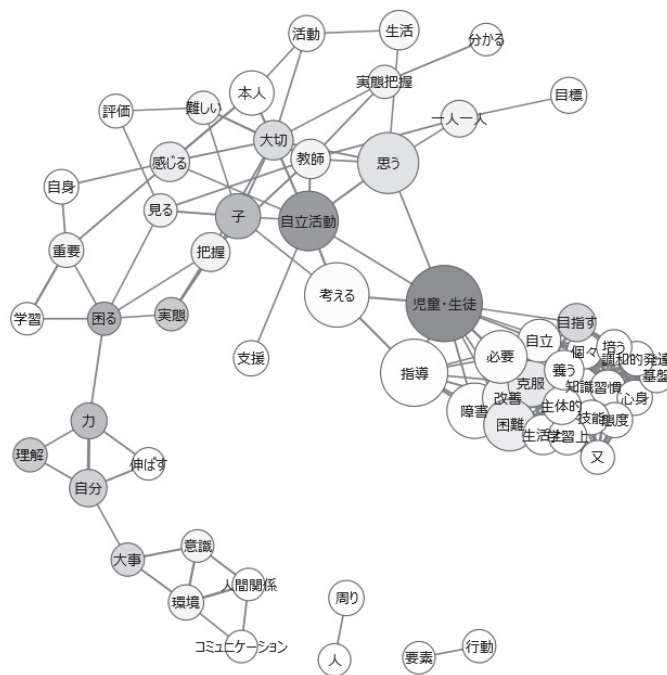 活動
生活
分かる
実態把握
本人
目標
評価
難しい
一人一人
大切
教師
思う
感じる
自身
見る
子
自立活動
重要
把握
考える
児童・生徒
学習
困る
実態
支援
目指す
自立
培う
個々
調和的発達
必要
養う
基盤
指導
克服
知識
習慣
心身
改善
主体的
障害
技能
態度
困難
生活上
学習上
又
力
理解
伸ばす
自分
大事
意識
人間関係
環境
周り
コミュニケーション
人
要素
行動